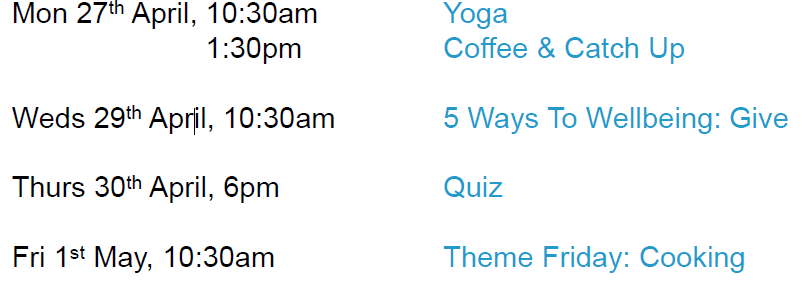 Mon 27th April, 10:30am Yoga
1:30pm Coffee & Catch Up
Weds 29th April, 10:30am 5 Ways To Wellbeing: Give
Thurs 30th April, 6pm Quiz
Fri 1st May, 10:30am Theme Friday: Cooking